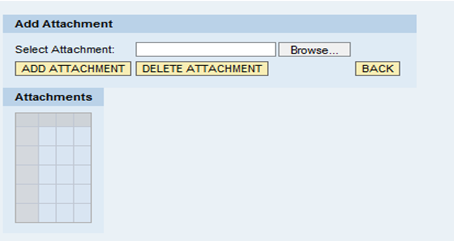 Add Attachment
Select Attachment: Browse...
ADD ATTACHMENT DELETE ATTACHMENT BACK
Attachments